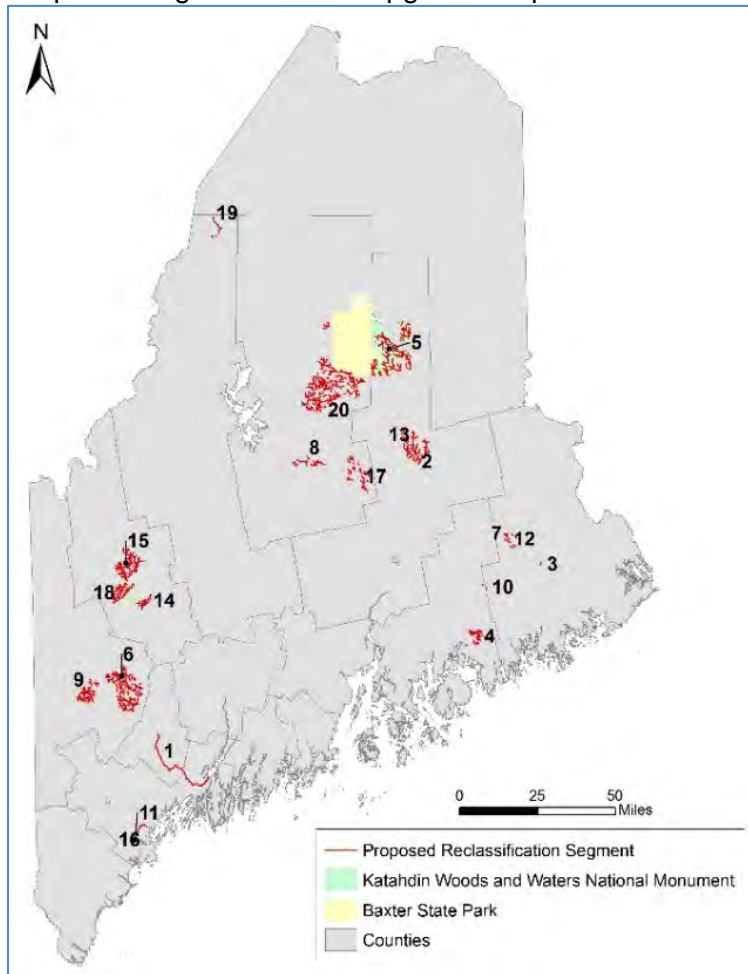 N
19
5
20
13
8
2
17
15
7
12
3
18
14
10
4
6
9
1
11
16
0 25 50
Miles
Proposed Reclassification Segment
Katahdin Woods and Waters National Monument
Baxter State Park
Counties